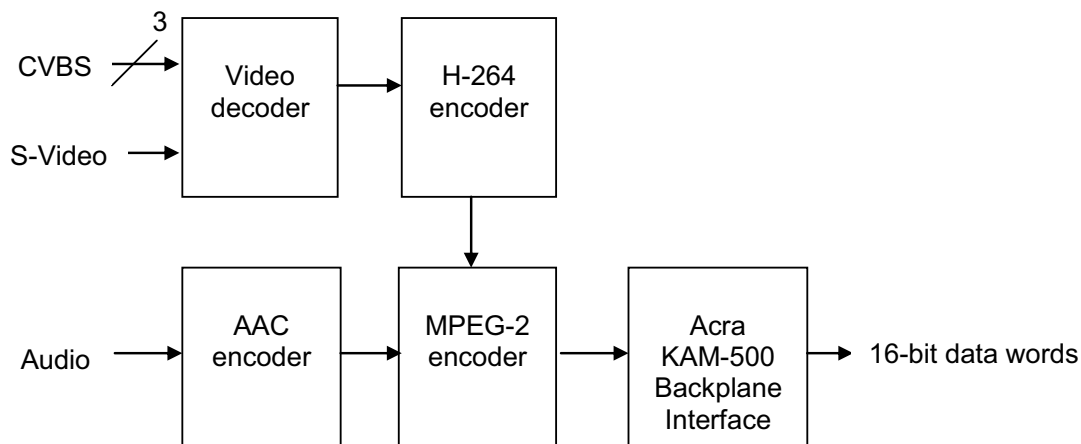 3
CVBS
Video
decoder
H-264
encoder
S-Video
Audio
AAC
encoder
MPEG-2
encoder
Acra
KAM-500
Backplane
Interface
16-bit data words